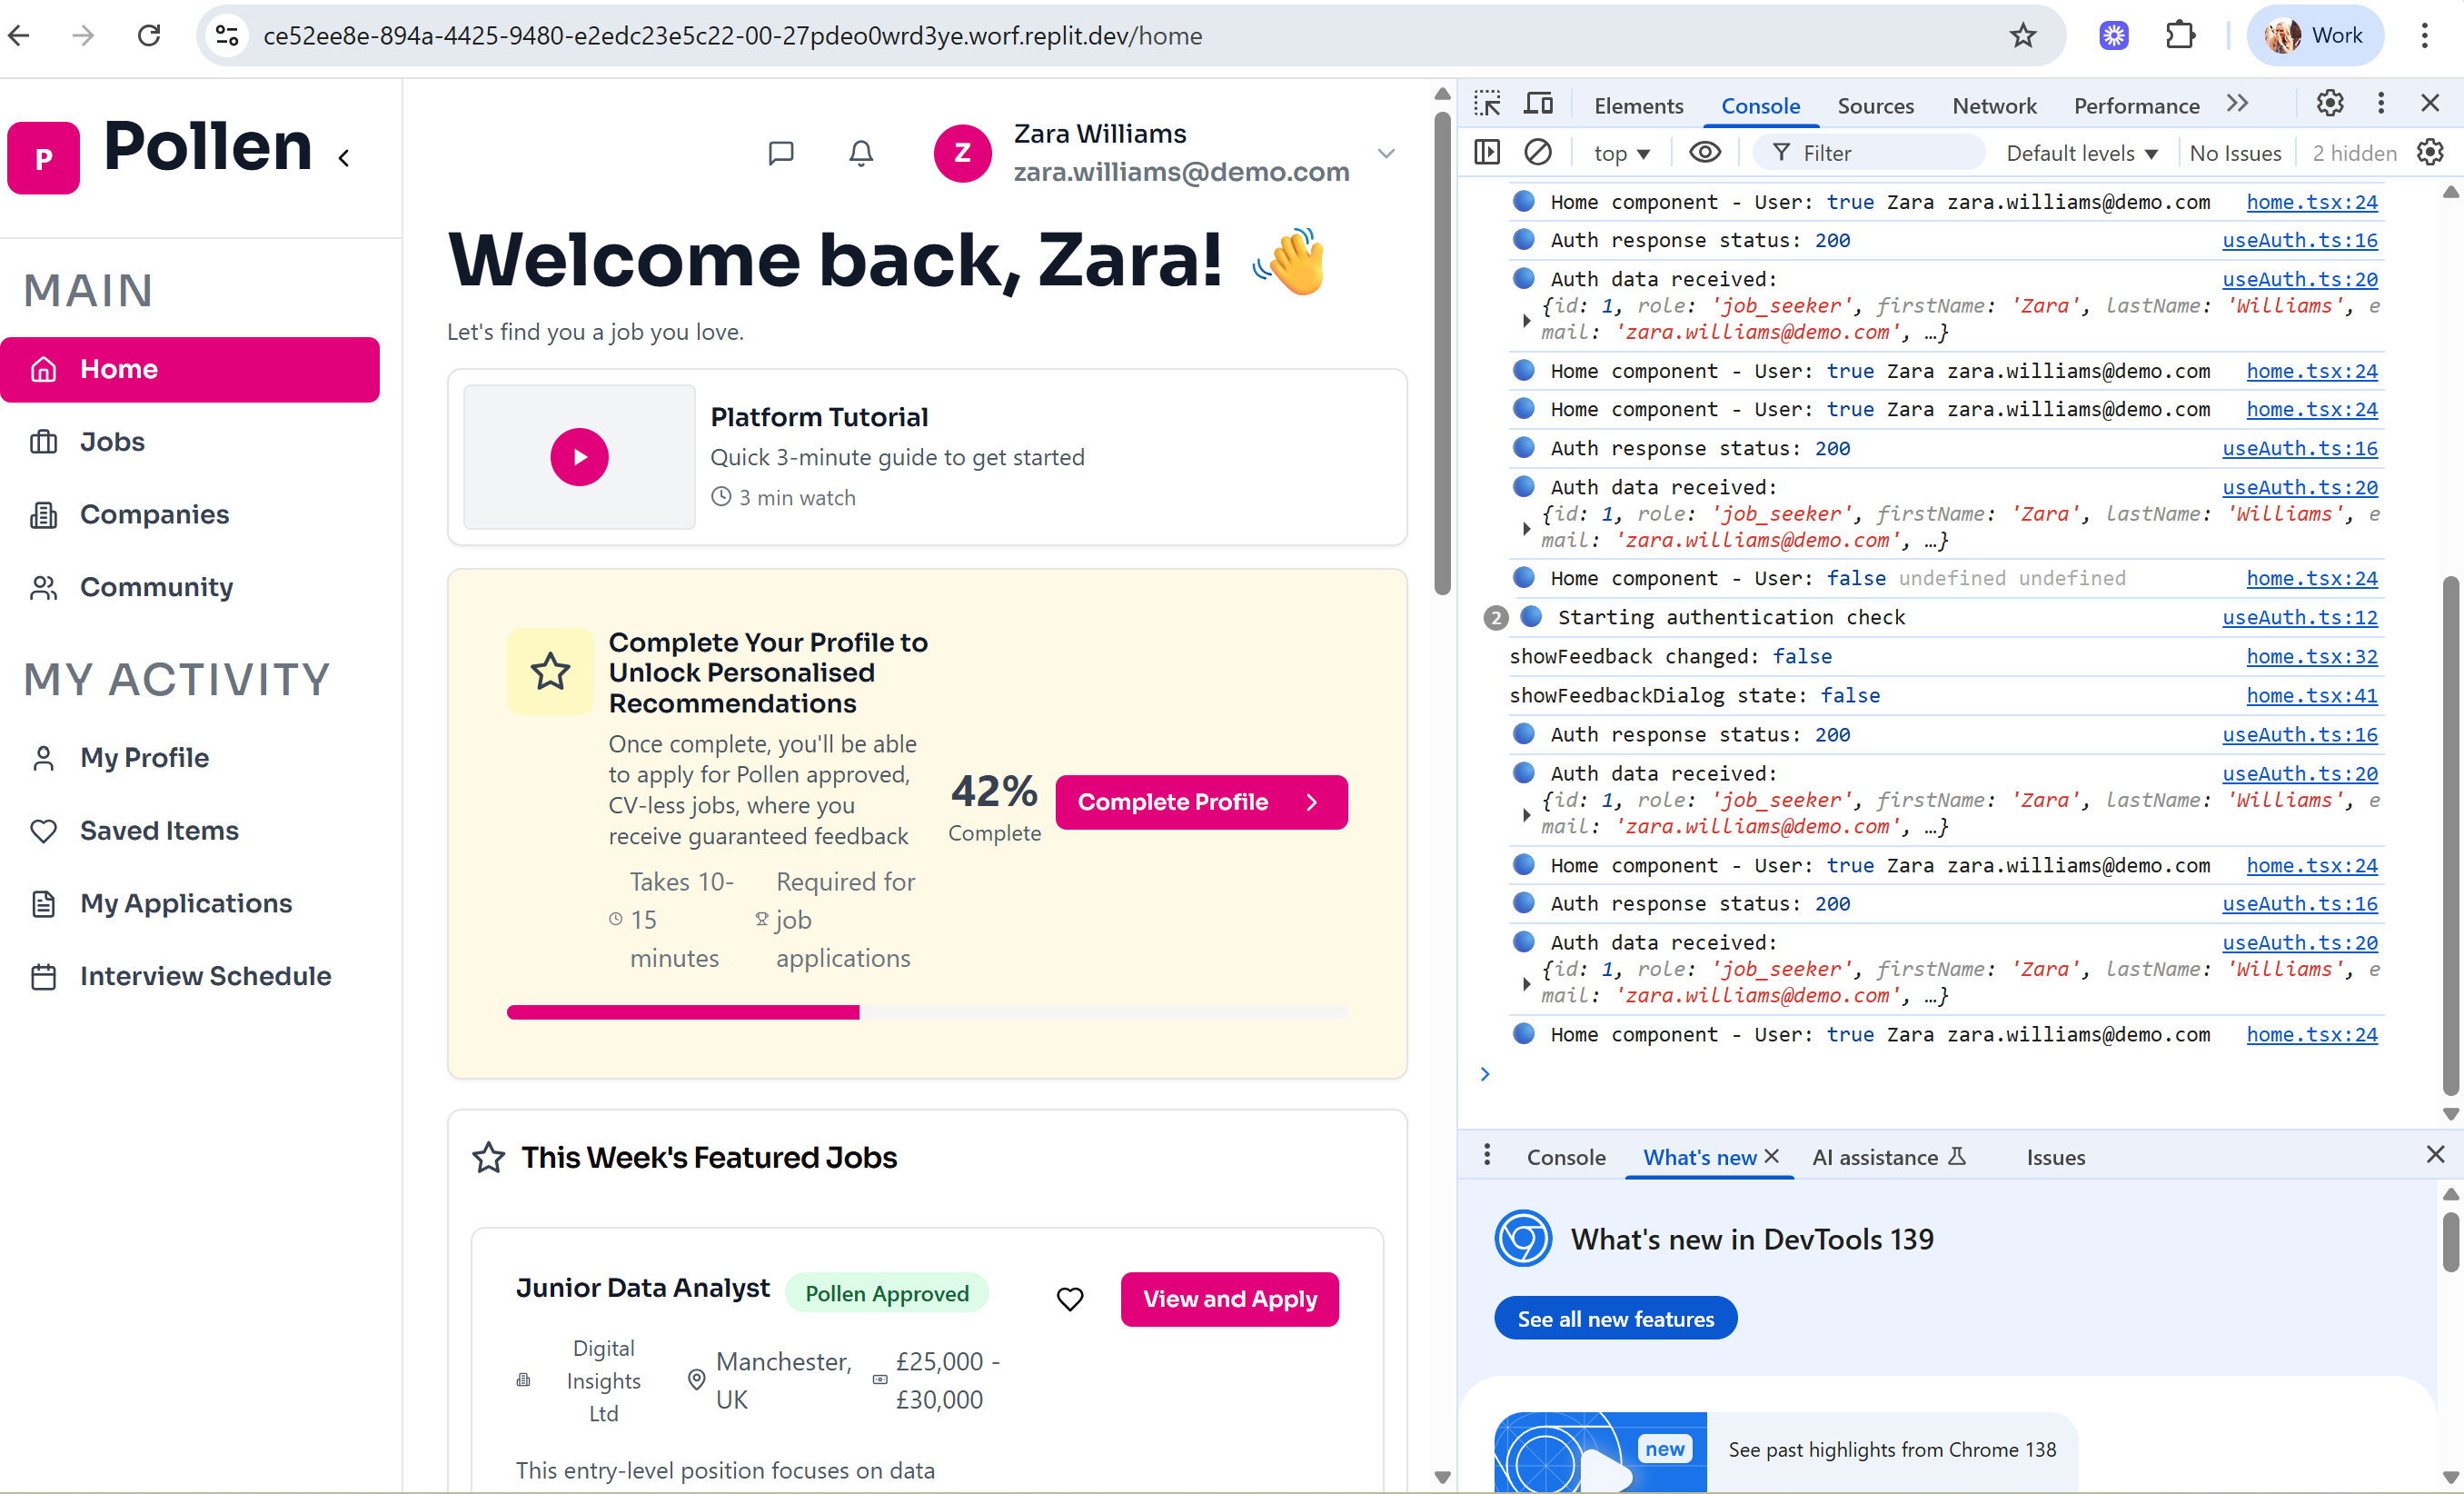 ce52ee8e-894a-4425-9480-e2edc23e5c22-00-27pdeo0wrd3ye.worf.replit.dev/home
Work
P
Pollen
MAIN
Home
Jobs
Companies
Community
MY ACTIVITY
My Profile
Saved Items
My Applications
Interview Schedule
Z
Zara Williams
zara.williams@demo.com
Welcome back, Zara! 👋
Let's find you a job you love.
Platform Tutorial
Quick 3-minute guide to get started
3 min watch
Complete Your Profile to
Unlock Personalised
Recommendations
Once complete, you'll be able
to apply for Pollen approved,
CV-less jobs, where you
receive guaranteed feedback
Takes 10-
15
minutes
Required for
job
applications
42%
Complete
Complete Profile
This Week's Featured Jobs
Junior Data Analyst
Pollen Approved
View and Apply
Digital
Insights
Ltd
Manchester,
UK
£25,000 -
£30,000
This entry-level position focuses on data
Elements
Console
Sources
Network
Performance
top
Filter
Default levels
No Issues
2 hidden
Home component - User: true Zara zara.williams@demo.com home.tsx:24
Auth response status: 200 useAuth.ts:16
Auth data received: useAuth.ts:20
{id: 1, role: 'job_seeker', firstName: 'Zara', lastName: 'Williams', e
mail: 'zara.williams@demo.com', …}
Home component - User: true Zara zara.williams@demo.com home.tsx:24
Home component - User: true Zara zara.williams@demo.com home.tsx:24
Auth response status: 200 useAuth.ts:16
Auth data received: useAuth.ts:20
{id: 1, role: 'job_seeker', firstName: 'Zara', lastName: 'Williams', e
mail: 'zara.williams@demo.com', …}
Home component - User: false undefined undefined home.tsx:24
2 Starting authentication check useAuth.ts:12
showFeedback changed: false home.tsx:32
showFeedbackDialog state: false home.tsx:41
Auth response status: 200 useAuth.ts:16
Auth data received: useAuth.ts:20
{id: 1, role: 'job_seeker', firstName: 'Zara', lastName: 'Williams', e
mail: 'zara.williams@demo.com', …}
Home component - User: true Zara zara.williams@demo.com home.tsx:24
Auth response status: 200 useAuth.ts:16
Auth data received: useAuth.ts:20
{id: 1, role: 'job_seeker', firstName: 'Zara', lastName: 'Williams', e
mail: 'zara.williams@demo.com', …}
Home component - User: true Zara zara.williams@demo.com home.tsx:24
Console
What's new
AI assistance
Issues
What's new in DevTools 139
See all new features
new
See past highlights from Chrome 138